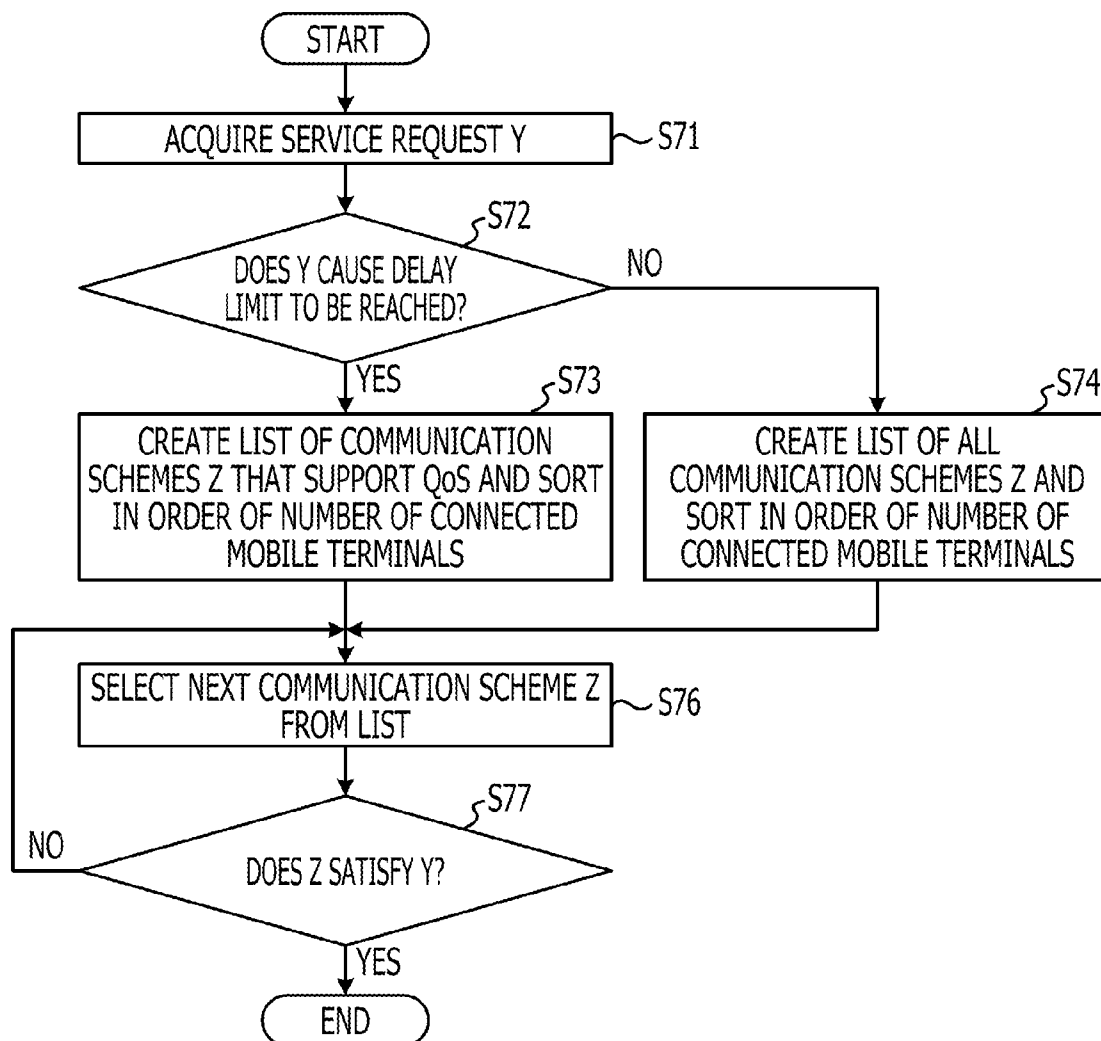 START
ACQUIRE SERVICE REQUEST Y
S71
S72
DOES Y CAUSE DELAY
LIMIT TO BE REACHED?
NO
YES
S73
CREATE LIST OF COMMUNICATION
SCHEMES Z THAT SUPPORT QoS AND SORT
IN ORDER OF NUMBER OF CONNECTED
MOBILE TERMINALS
S74
CREATE LIST OF ALL
COMMUNICATION SCHEMES Z AND
SORT IN ORDER OF NUMBER OF
CONNECTED MOBILE TERMINALS
SELECT NEXT COMMUNICATION SCHEME Z
FROM LIST
S76
S77
NO
DOES Z SATISFY Y?
YES
END